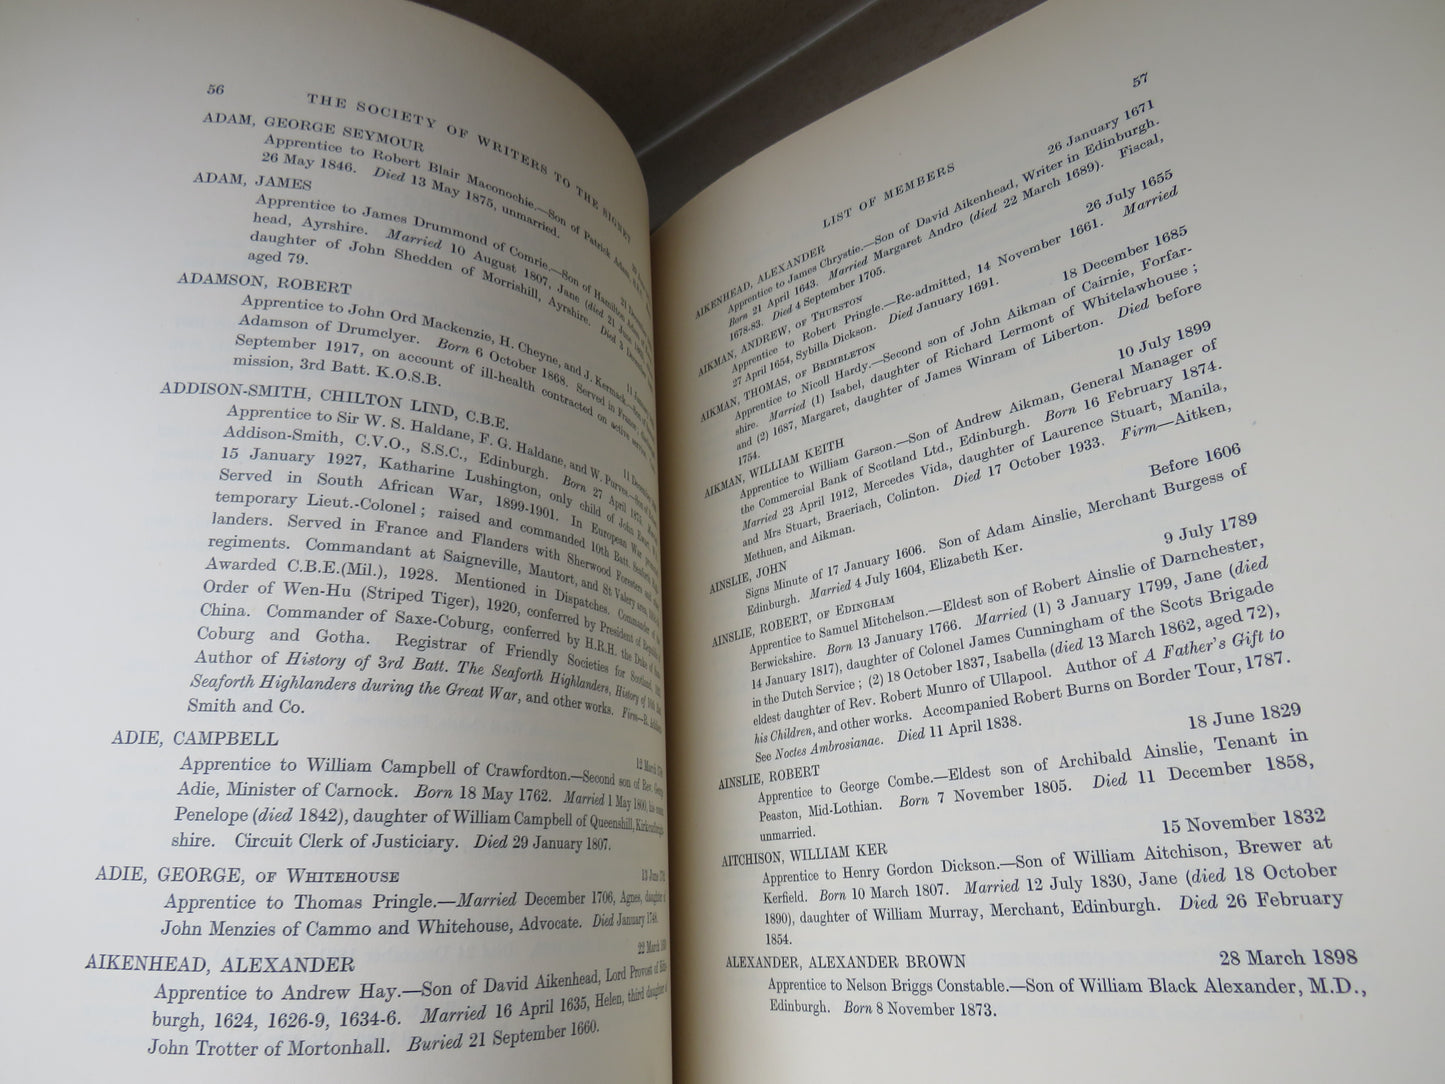 56 THE SOCIETY OF WRITERS TO THE SIGNET
ADAM, GEORGE SEYMOUR
Apprentice to Robert Blair Maconochie.—Son of Patrick Adam,
26 May 1846. Died 13 May 1875, unmarried.
ADAM, JAMES
Apprentice to James Drummond of Comrie.—Son of Hamilton
head, Ayrshire. Married 10 August 1807, Jane (died 21 June
daughter of John Shedden of Morrishill, Ayrshire. Died 3
aged 79.
ADAMSON, ROBERT
Apprentice to John Ord Mackenzie, H. Cheyne, and J. Kermack.—Son of
Adamson of Drumclyer. Born 6 October 1868. Served in France,
September 1917, on account of ill-health contracted on active service.
mission, 3rd Batt. K.O.S.B.
ADDISON-SMITH, CHILTON LIND, C.B.E.
Apprentice to Sir W. S. Haldane, F. G. Haldane, and W. Purves.—Son of
Addison-Smith, C.V.O., S.S.C., Edinburgh. Born 27 April 1875.
15 January 1927, Katharine Lushington, only child of John
Served in South African War, 1899-1901. In European War
temporary Lieut.-Colonel; raised and commanded 10th Batt. Seaforth
landers. Served in France and Flanders with Sherwood Foresters and
regiments. Commandant at Saigneville, Mautort, and St Valery
Awarded C.B.E.(Mil.), 1928. Mentioned in Dispatches. Commander of the
Order of Wen-Hu (Striped Tiger), 1920, conferred by President of Republic of
China. Commander of Saxe-Coburg, conferred by H.R.H. the Duke of
Coburg and Gotha. Registrar of Friendly Societies for Scotland,
Author of History of 3rd Batt. The Seaforth Highlanders, History of 10th Batt.
Seaforth Highlanders during the Great War, and other works. Firm—R. Addison
Smith and Co.
ADIE, CAMPBELL 12 March
Apprentice to William Campbell of Crawfordton.—Second son of Rev. George
Adie, Minister of Carnock. Born 18 May 1762. Married 1 May 1800,
Penelope (died 1842), daughter of William Campbell of Queenshill, Kirkcudbright-
shire. Circuit Clerk of Justiciary. Died 29 January 1807.
ADIE, GEORGE, OF WHITEHOUSE 13 June
Apprentice to Thomas Pringle.—Married December 1706, Agnes, daughter of
John Menzies of Cammo and Whitehouse, Advocate. Died January 1748.
AIKENHEAD, ALEXANDER 22 March
Apprentice to Andrew Hay.—Son of David Aikenhead, Lord Provost of Edin-
burgh, 1624, 1626-9, 1634-6. Married 16 April 1635, Helen, third daughter of
John Trotter of Mortonhall. Buried 21 September 1660.
LIST OF MEMBERS 57
AIKENHEAD, ALEXANDER 26 January 1671
Apprentice to James Chrystie.—Son of David Aikenhead, Writer in Edinburgh.
Born 21 April 1643. Married Margaret Andro (died 22 March 1689). Fiscal,
1678-83. Died 4 September 1705.
AIKMAN, ANDREW, OF THURSTON 26 July 1655
Apprentice to Robert Pringle.—Re-admitted, 14 November 1661. Married
27 April 1654, Sybilla Dickson. Died January 1691.
AIKMAN, THOMAS, OF BRIMBLETON 18 December 1685
Apprentice to Nicoll Hardy.—Second son of John Aikman of Cairnie, Forfar-
shire. Married (1) Isabel, daughter of Richard Lermont of Whitelawhouse;
and (2) 1687, Margaret, daughter of James Winram of Liberton. Died before
1754.
AIKMAN, WILLIAM KEITH 10 July 1899
Apprentice to William Garson.—Son of Andrew Aikman, General Manager of
the Commercial Bank of Scotland Ltd., Edinburgh. Born 16 February 1874.
Married 23 April 1912, Mercedes Vida, daughter of Laurence Stuart, Manila,
and Mrs Stuart, Braeriach, Colinton. Died 17 October 1933. Firm—Aitken,
Methuen, and Aikman.
AINSLIE, JOHN Before 1606
Signs Minute of 17 January 1606. Son of Adam Ainslie, Merchant Burgess of
Edinburgh. Married 4 July 1604, Elizabeth Ker.
AINSLIE, ROBERT, OF EDINGHAM 9 July 1789
Apprentice to Samuel Mitchelson.—Eldest son of Robert Ainslie of Darnchester,
Berwickshire. Born 13 January 1766. Married (1) 3 January 1799, Jane (died
14 January 1817), daughter of Colonel James Cunningham of the Scots Brigade
in the Dutch Service; (2) 18 October 1837, Isabella (died 13 March 1862, aged 72),
eldest daughter of Rev. Robert Munro of Ullapool. Author of A Father's Gift to
his Children, and other works. Accompanied Robert Burns on Border Tour, 1787.
See Noctes Ambrosianae. Died 11 April 1838.
AINSLIE, ROBERT 18 June 1829
Apprentice to George Combe.—Eldest son of Archibald Ainslie, Tenant in
Peaston, Mid-Lothian. Born 7 November 1805. Died 11 December 1858,
unmarried.
AITCHISON, WILLIAM KER 15 November 1832
Apprentice to Henry Gordon Dickson.—Son of William Aitchison, Brewer at
Kerfield. Born 10 March 1807. Married 12 July 1830, Jane (died 18 October
1890), daughter of William Murray, Merchant, Edinburgh. Died 26 February
1854.
ALEXANDER, ALEXANDER BROWN 28 March 1898
Apprentice to Nelson Briggs Constable.—Son of William Black Alexander, M.D.,
Edinburgh. Born 8 November 1873.